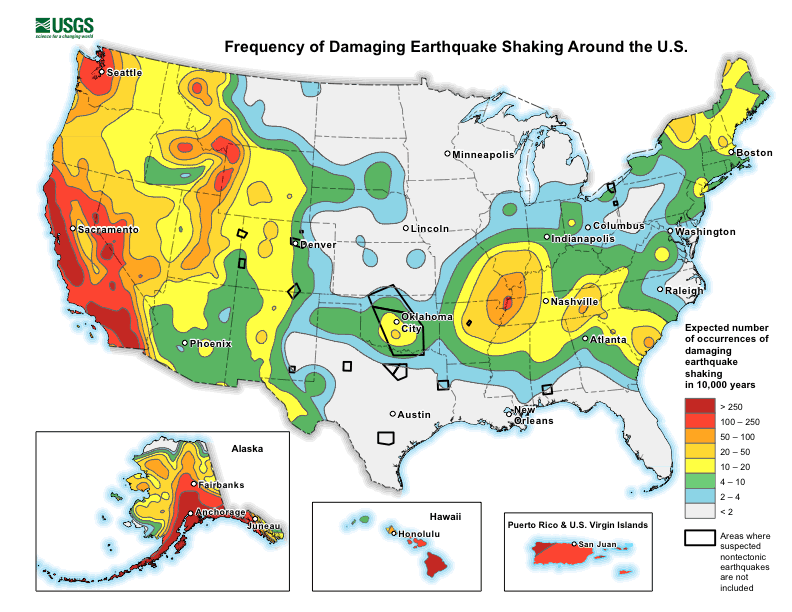 USGS
science for a changing world
Frequency of Damaging Earthquake Shaking Around the U.S.
Seattle
Minneapolis
Boston
Sacramento
Lincoln
Columbus
Washington
Denver
Indianapolis
Raleigh
Nashville
Oklahoma
City
Phoenix
Atlanta
Austin
New
Orleans
Expected number
of occurrences of
damaging
earthquake
shaking
in 10,000 years
> 250
100 – 250
50 – 100
20 – 50
10 – 20
4 – 10
2 – 4
< 2
Areas where
suspected
nontectonic
earthquakes
are not
included
Alaska
Fairbanks
Anchorage
Juneau
Hawaii
Honolulu
Puerto Rico & U.S. Virgin Islands
San Juan